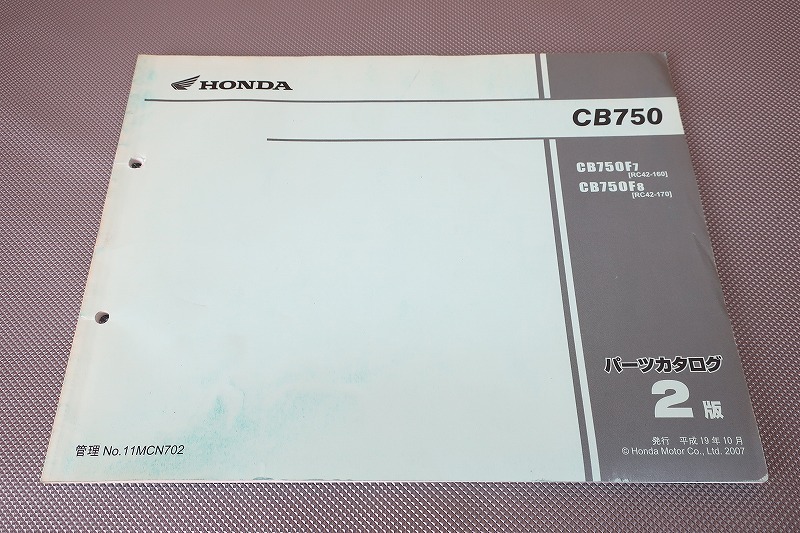 HONDA
CB750
CB750F7
[RC42-160]
CB750F8
[RC42-170]
パーツカタログ
2版
発行 平成19年10月
© Honda Motor Co., Ltd. 2007
管理 No.11MCN702